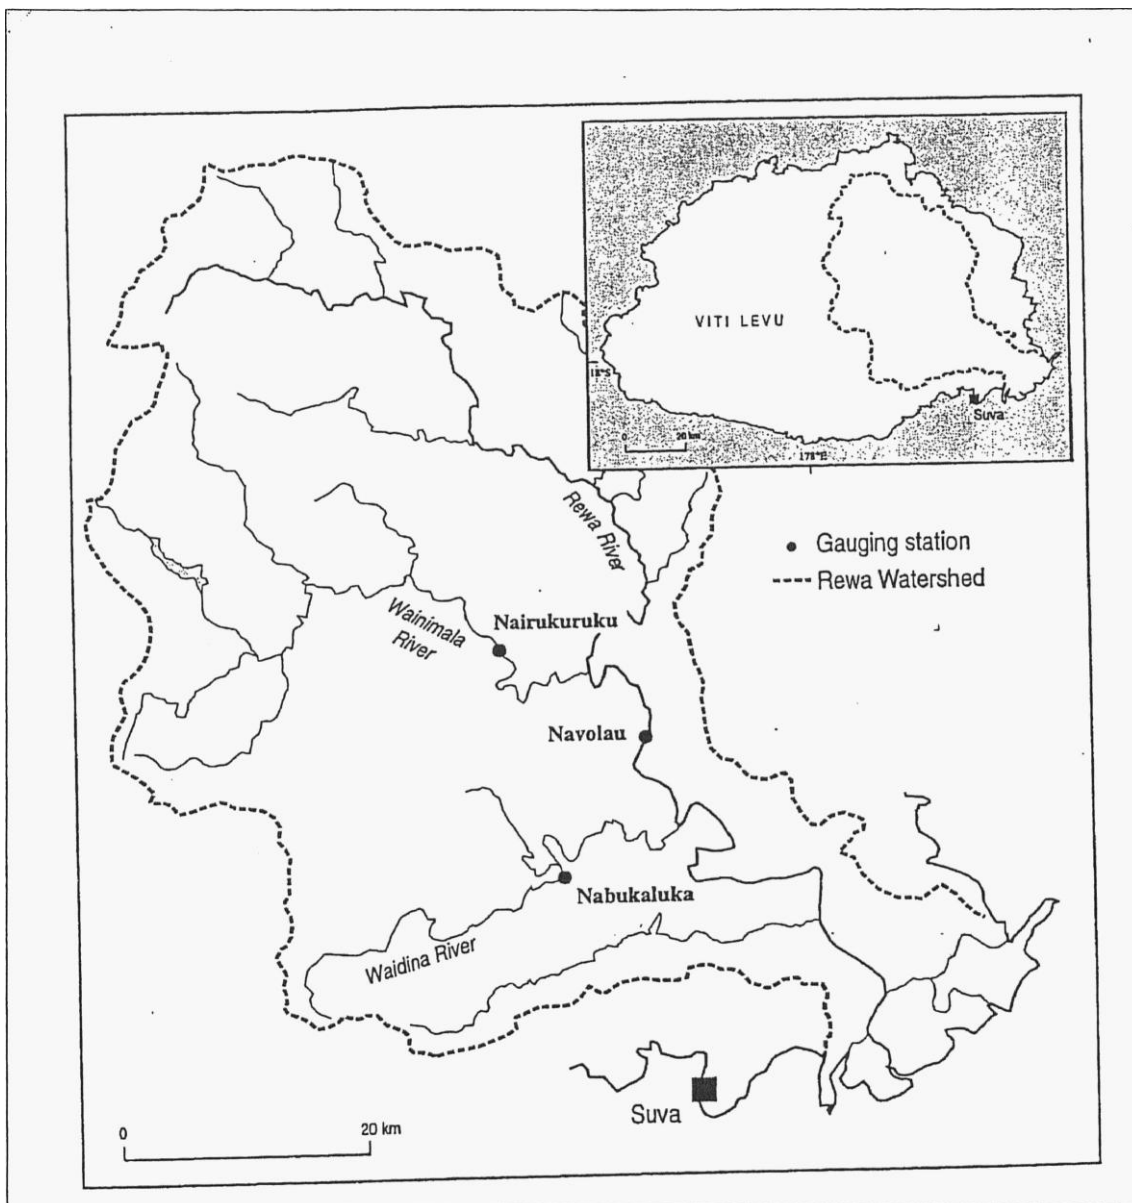 VITI LEVU
18°S
Suva
0 20 km
178°E
Rewa River
Gauging station
Rewa Watershed
Wainimala
River
Nairukuruku
Navolau
Nabukaluka
Waidina River
Suva
0 20 km